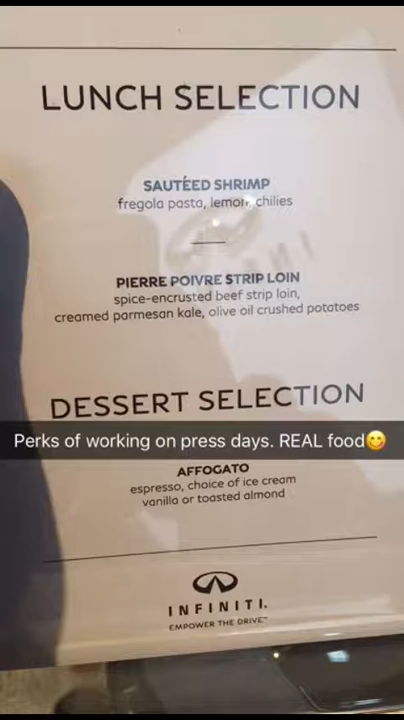 LUNCH SELECTION
SAUTÉED SHRIMP
fregola pasta, lemon, chilies
PIERRE POIVRE STRIP LOIN
spice-encrusted beef strip loin,
creamed parmesan kale, olive oil crushed potatoes
DESSERT SELECTION
Perks of working on press days. REAL food😋
AFFOGATO
espresso, choice of ice cream
vanilla or toasted almond
INFINITI.
EMPOWER THE DRIVE™